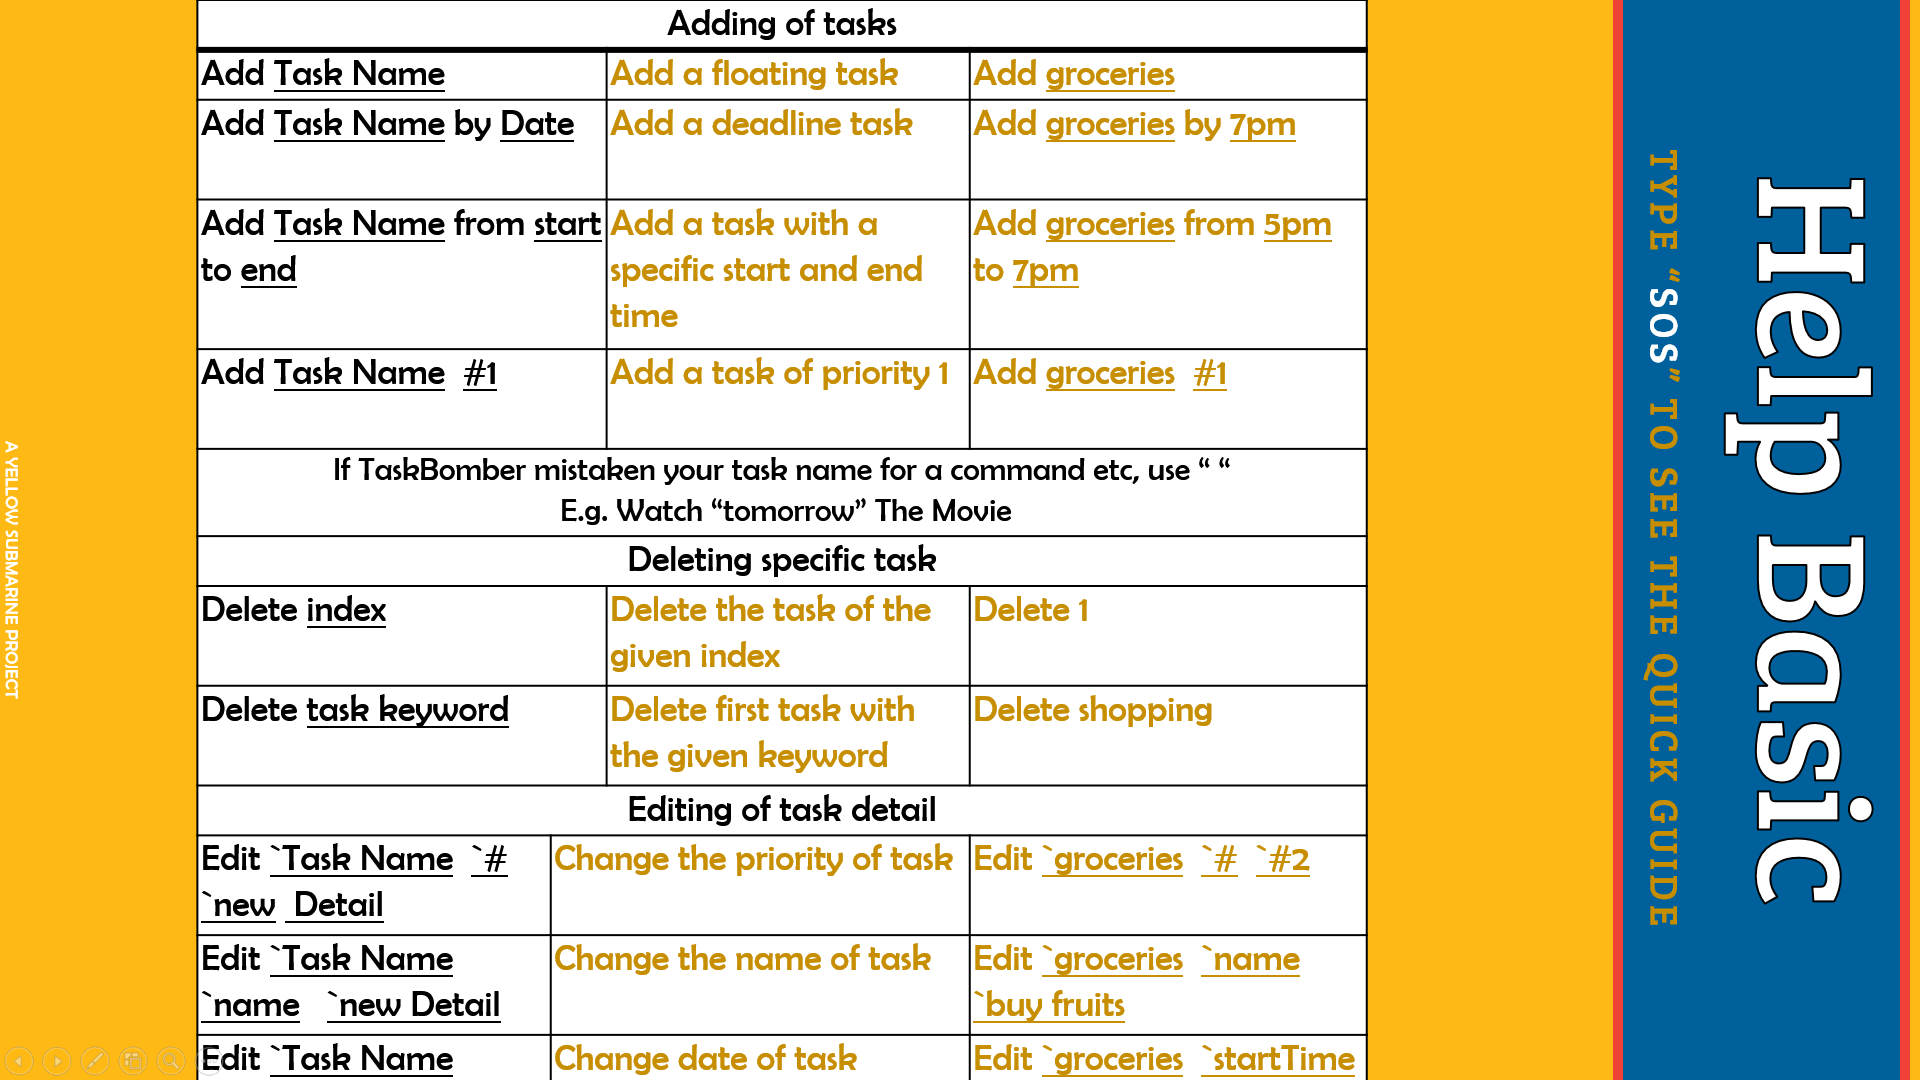 Adding of tasks
Add Task Name
Add a floating task
Add groceries
Add Task Name by Date
Add a deadline task
Add groceries by 7pm
Add Task Name from start
to end
Add a task with a
specific start and end
time
Add groceries from 5pm
to 7pm
Add Task Name #1
Add a task of priority 1
Add groceries #1
If TaskBomber mistaken your task name for a command etc, use “ “
E.g. Watch “tomorrow” The Movie
Deleting specific task
Delete index
Delete the task of the
given index
Delete 1
Delete task keyword
Delete first task with
the given keyword
Delete shopping
Editing of task detail
Edit `Task Name `#
`new Detail
Change the priority of task
Edit `groceries `# `#2
Edit `Task Name
`name `new Detail
Change the name of task
Edit `groceries `name
`buy fruits
Edit `Task Name
Change date of task
Edit `groceries `startTime
Help Basic
TYPE “SOS” TO SEE THE QUICK GUIDE
A YELLOW SUBMARINE PROJECT